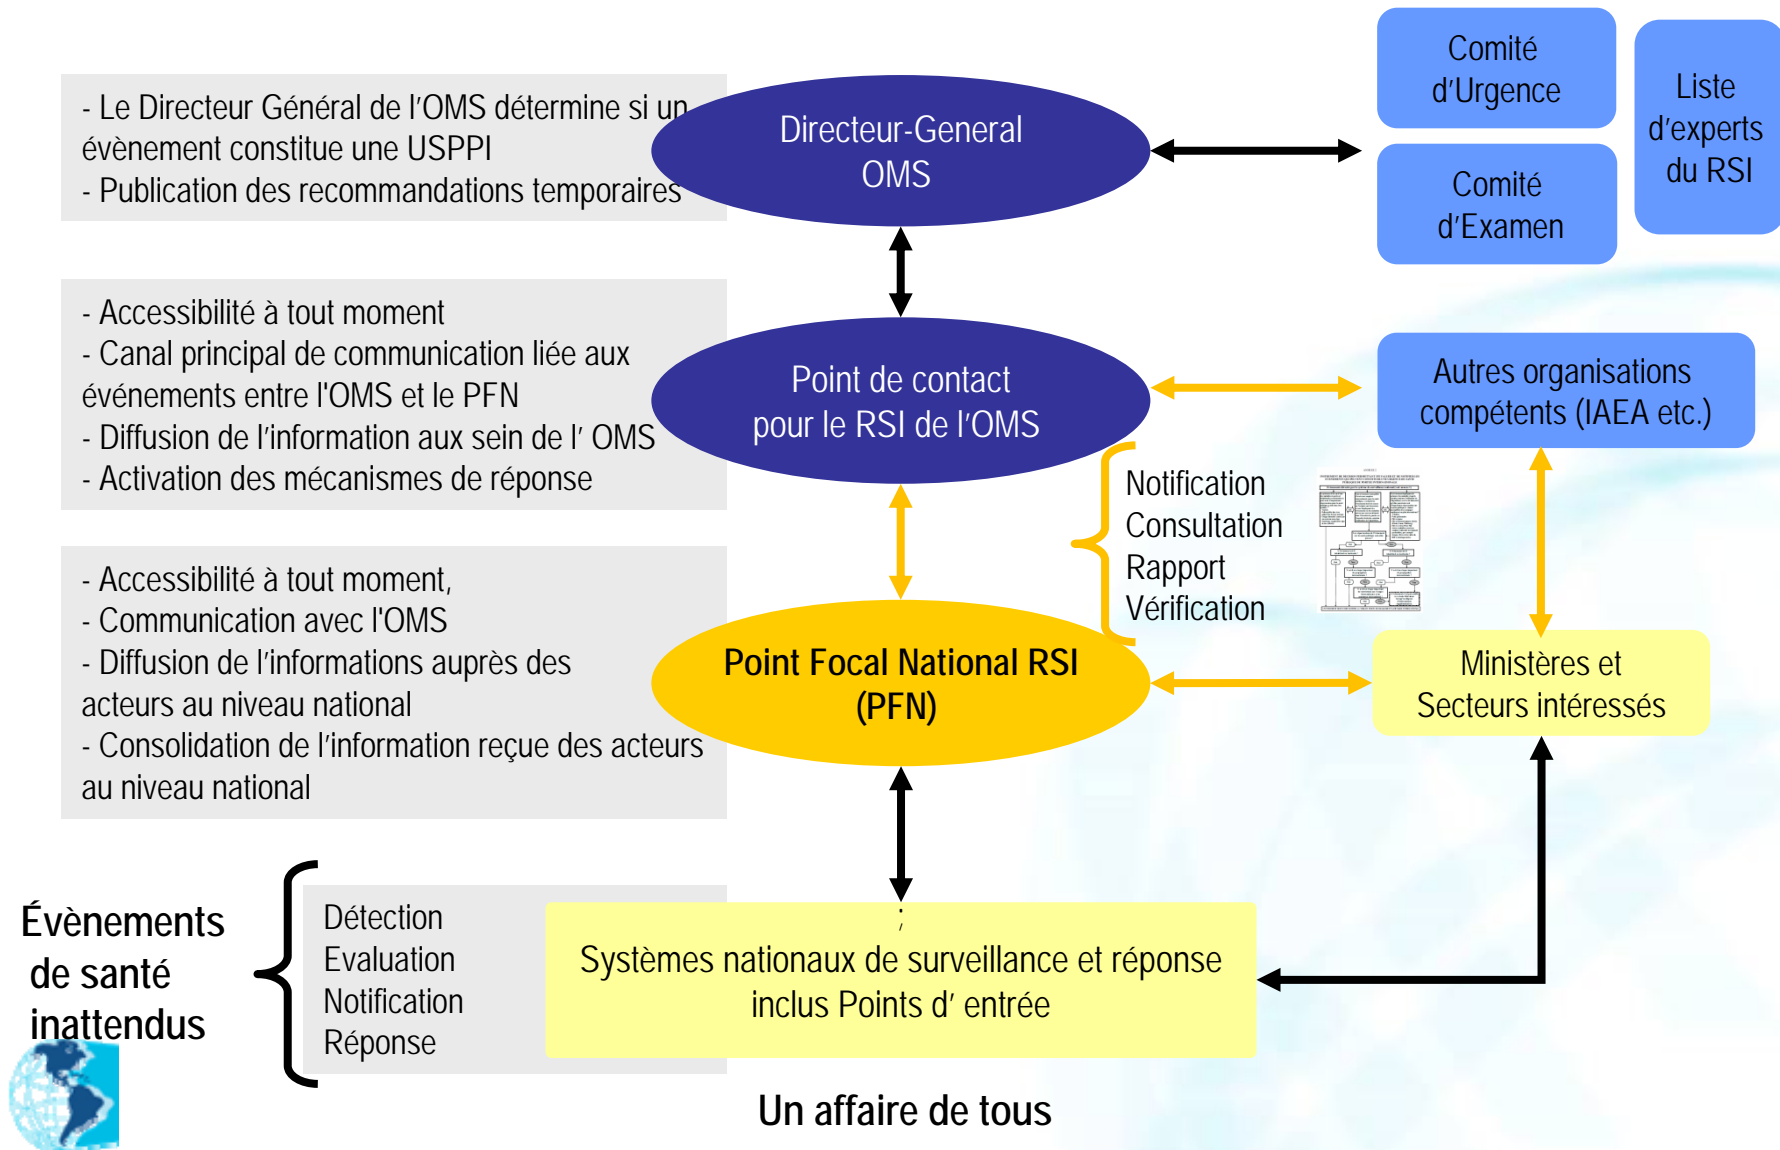 - Le Directeur Général de l’OMS détermine si un
évènement constitue une USPPI
- Publication des recommandations temporaires
Directeur-General
OMS
Comité
d’Urgence
Comité
d’Examen
Liste
d’experts
du RSI
- Accessibilité à tout moment
- Canal principal de communication liée aux
événements entre l'OMS et le PFN
- Diffusion de l’information aux sein de l’ OMS
- Activation des mécanismes de réponse
Point de contact
pour le RSI de l’OMS
Autres organisations
compétents (IAEA etc.)
Notification
Consultation
Rapport
Vérification
- Accessibilité à tout moment,
- Communication avec l'OMS
- Diffusion de l’informations auprès des
acteurs au niveau national
- Consolidation de l’information reçue des acteurs
au niveau national
Point Focal National RSI
(PFN)
Ministères et
Secteurs intéressés
Évènements
de santé
inattendus
Détection
Evaluation
Notification
Réponse
;
Systèmes nationaux de surveillance et réponse
inclus Points d’ entrée
Un affaire de tous